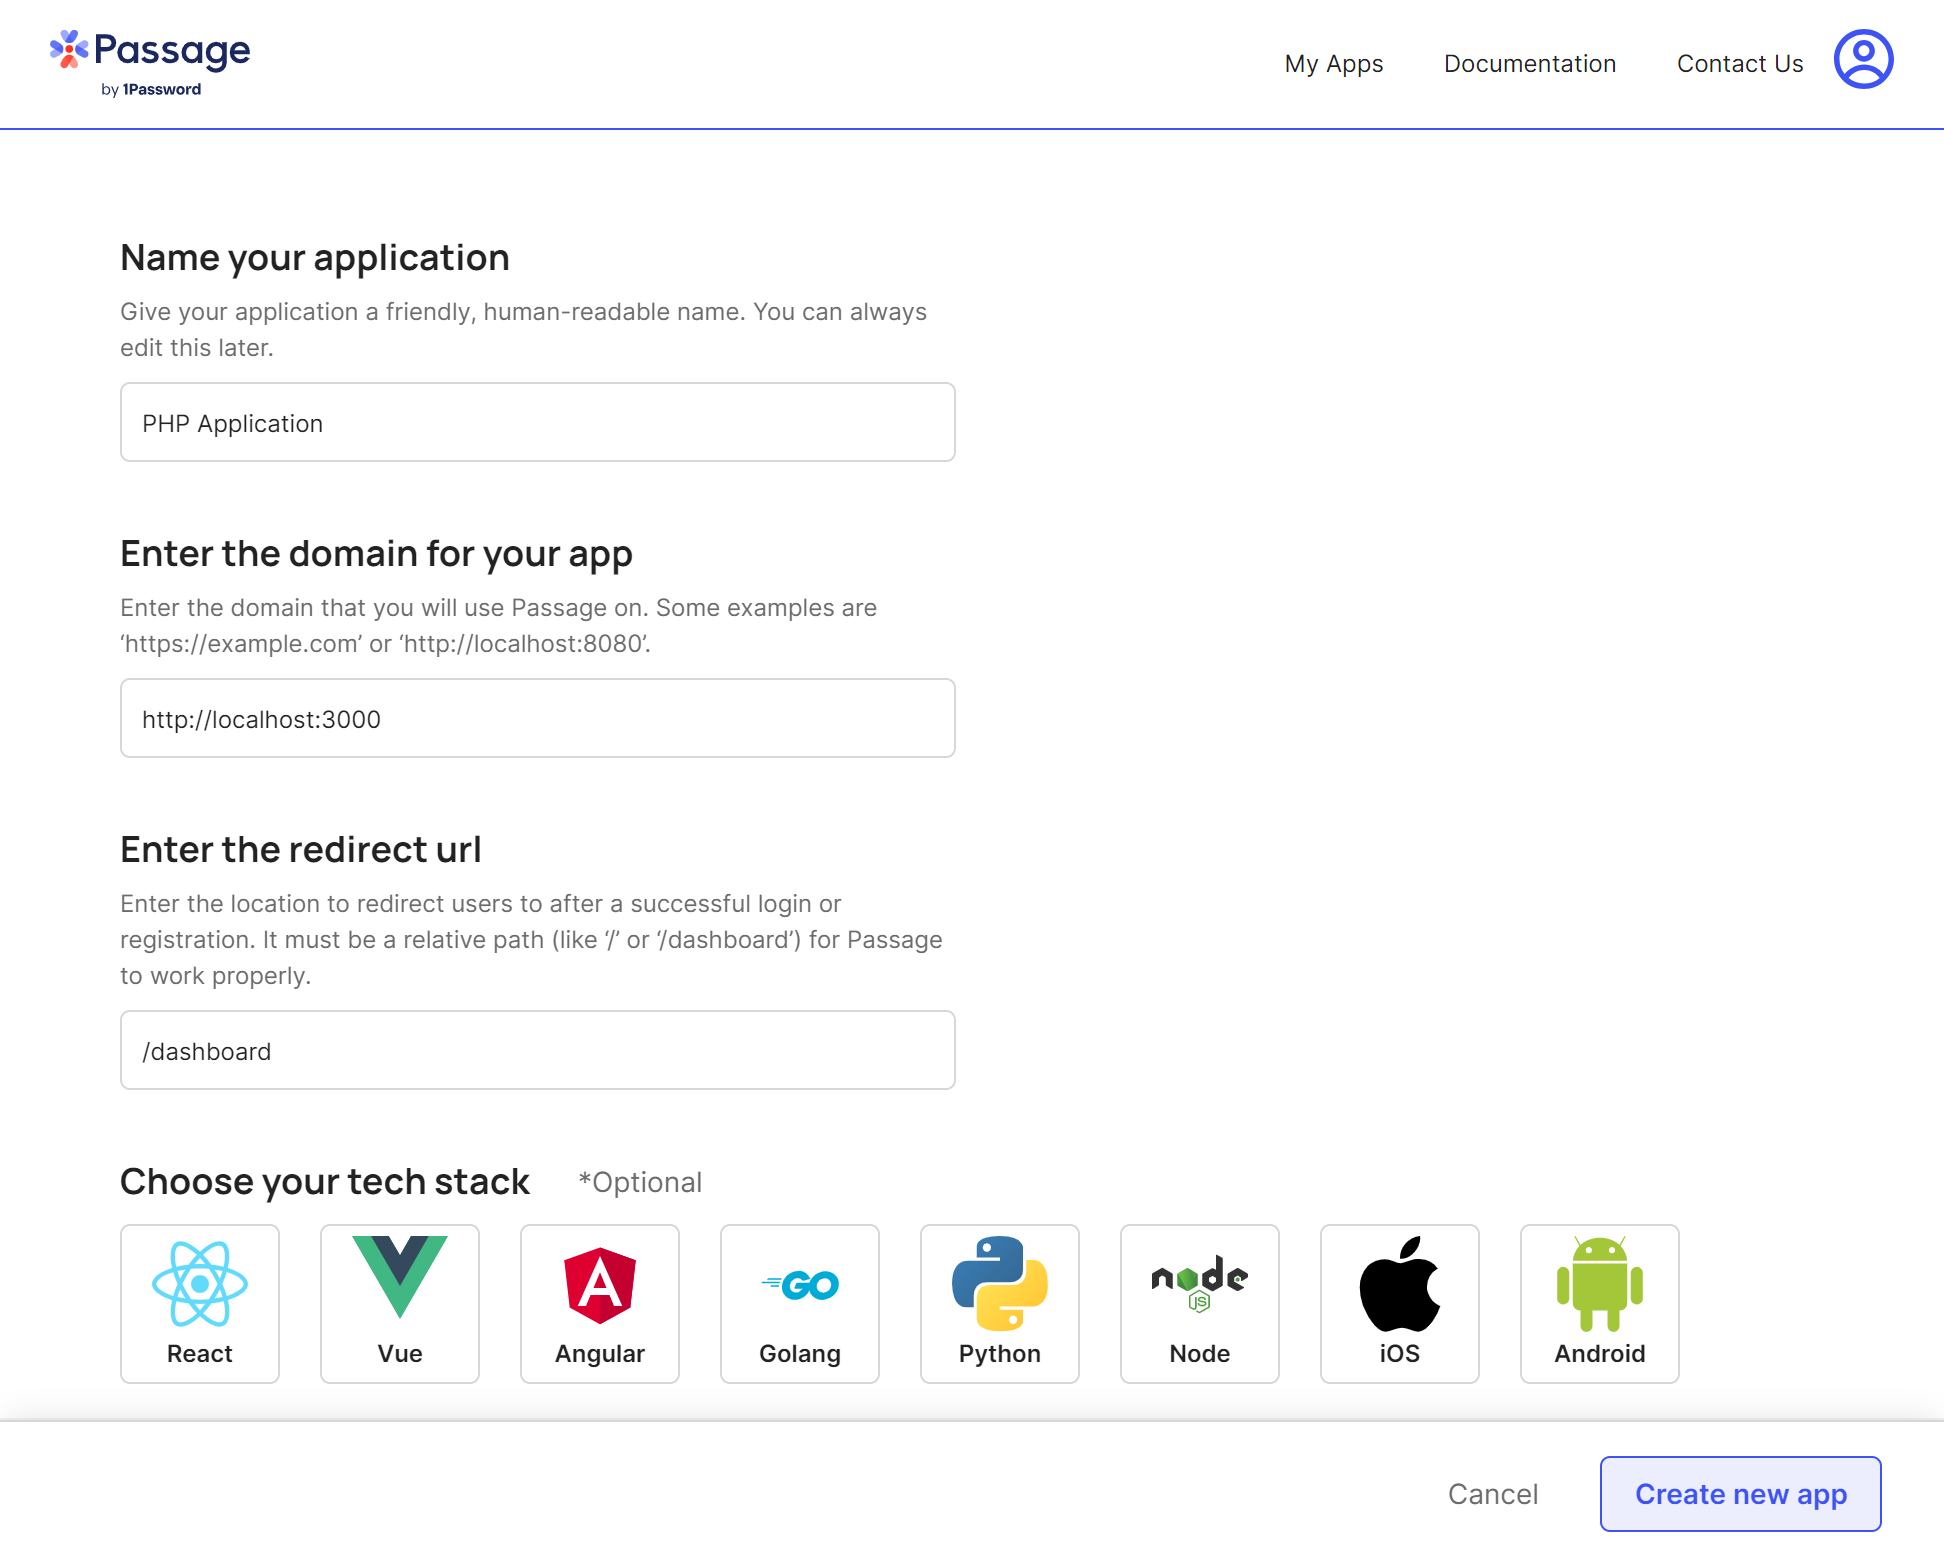 Passage
by 1Password
My Apps
Documentation
Contact Us
Name your application
Give your application a friendly, human-readable name. You can always
edit this later.
PHP Application
Enter the domain for your app
Enter the domain that you will use Passage on. Some examples are
‘https://example.com’ or ‘http://localhost:8080’.
http://localhost:3000
Enter the redirect url
Enter the location to redirect users to after a successful login or
registration. It must be a relative path (like ‘/’ or ‘/dashboard’) for Passage
to work properly.
/dashboard
Choose your tech stack *Optional
GO
node
JS
React
Vue
Angular
Golang
Python
Node
iOS
Android
Cancel
Create new app